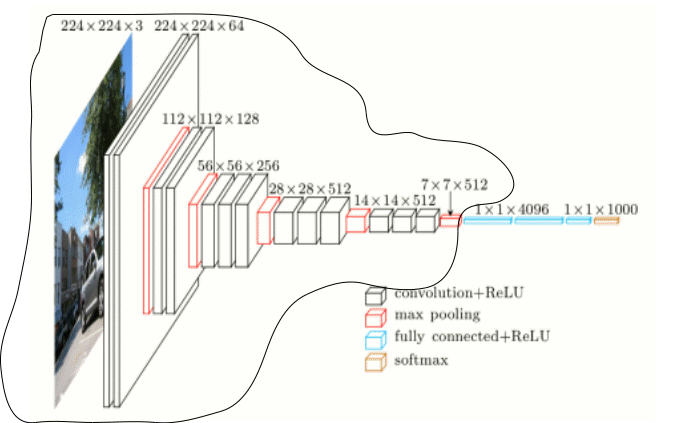 224×224×3
224×224×64
112×112×128
56×56×256
28×28×512
14×14×512
7×7×512
1×1×4096
1×1×1000
convolution+ReLU
max pooling
fully connected+ReLU
softmax